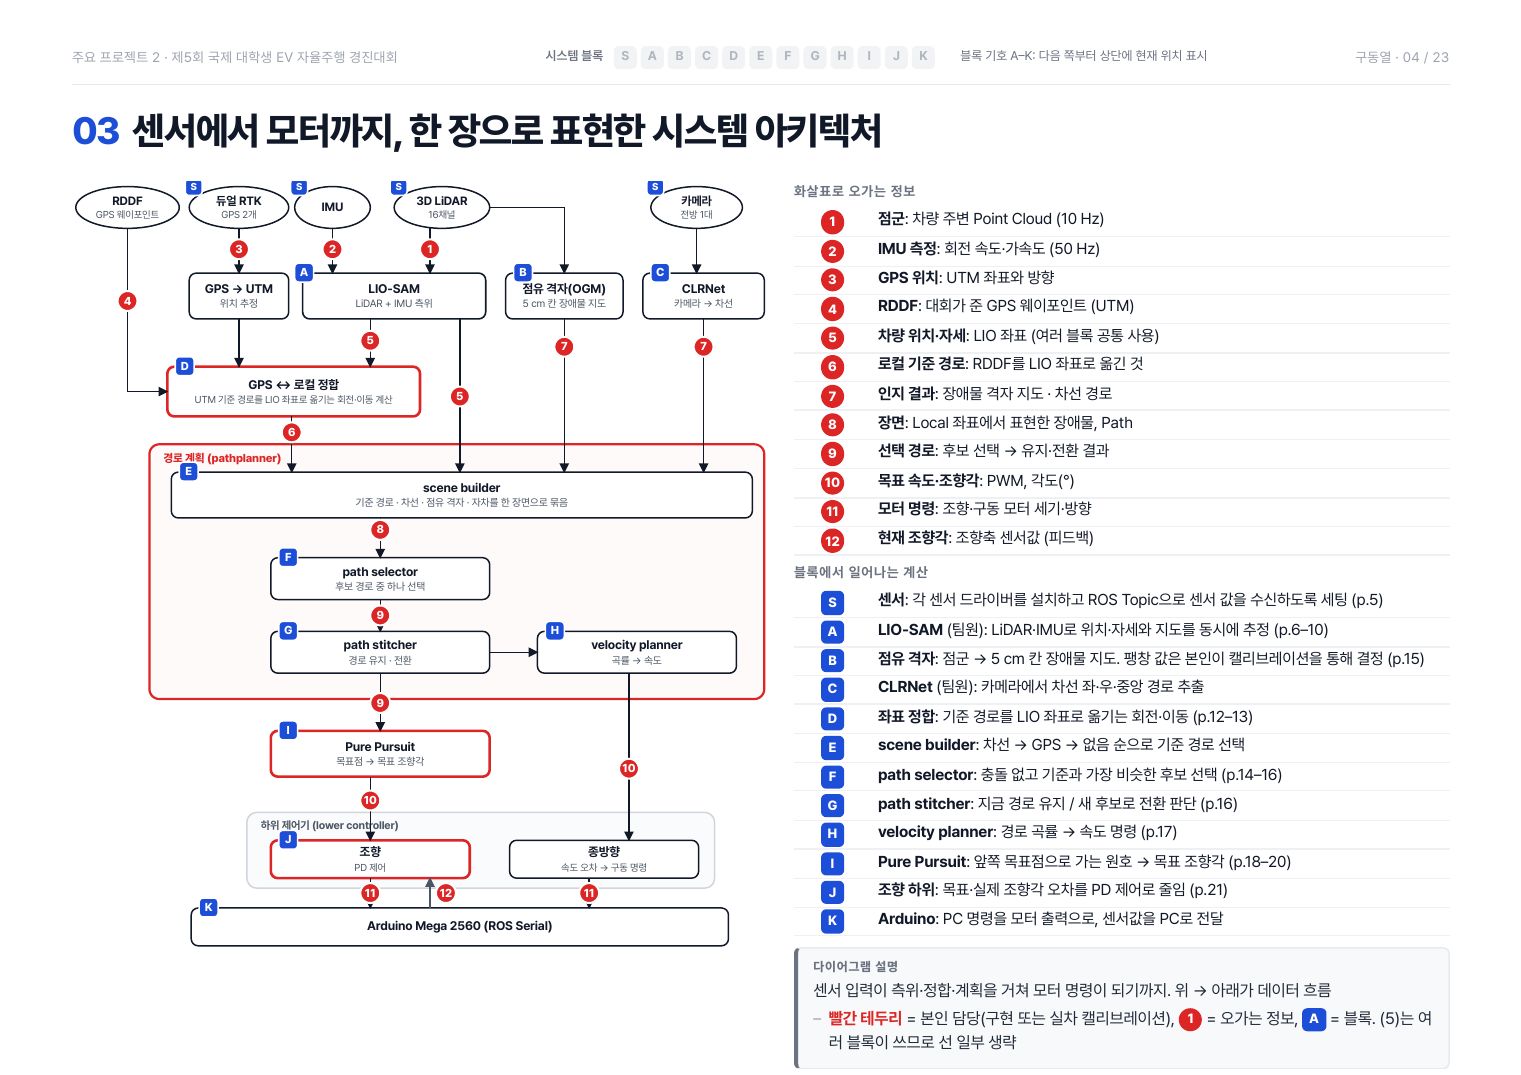 주요 프로젝트 2 · 제5회 국제 대학생 EV 자율주행 경진대회
시스템 블록 S A B C D E F G H I J K
블록 기호 A–K: 다음 쪽부터 상단에 현재 위치 표시
구동열 · 04 / 23
03 센서에서 모터까지, 한 장으로 표현한 시스템 아키텍처
RDDF
GPS 웨이포인트
S
듀얼 RTK
GPS 2개
S
IMU
S
3D LiDAR
16채널
S
카메라
전방 1대
3
2
1
4
GPS → UTM
위치 추정
A
LIO-SAM
LiDAR + IMU 측위
B
점유 격자(OGM)
5 cm 칸 장애물 지도
C
CLRNet
카메라 → 차선
5
7
7
D
GPS ↔ 로컬 정합
UTM 기준 경로를 LIO 좌표로 옮기는 회전·이동 계산
5
6
경로 계획 (pathplanner)
E
scene builder
기준 경로 · 차선 · 점유 격자 · 자차를 한 장면으로 묶음
8
F
path selector
후보 경로 중 하나 선택
9
G
path stitcher
경로 유지 · 전환
H
velocity planner
곡률 → 속도
9
I
Pure Pursuit
목표점 → 목표 조향각
10
10
하위 제어기 (lower controller)
J
조향
PD 제어
종방향
속도 오차 → 구동 명령
11
12
11
K
Arduino Mega 2560 (ROS Serial)
화살표로 오가는 정보
1 점군: 차량 주변 Point Cloud (10 Hz)
2 IMU 측정: 회전 속도·가속도 (50 Hz)
3 GPS 위치: UTM 좌표와 방향
4 RDDF: 대회가 준 GPS 웨이포인트 (UTM)
5 차량 위치·자세: LIO 좌표 (여러 블록 공통 사용)
6 로컬 기준 경로: RDDF를 LIO 좌표로 옮긴 것
7 인지 결과: 장애물 격자 지도 · 차선 경로
8 장면: Local 좌표에서 표현한 장애물, Path
9 선택 경로: 후보 선택 → 유지·전환 결과
10 목표 속도·조향각: PWM, 각도(°)
11 모터 명령: 조향·구동 모터 세기·방향
12 현재 조향각: 조향축 센서값 (피드백)
블록에서 일어나는 계산
S 센서: 각 센서 드라이버를 설치하고 ROS Topic으로 센서 값을 수신하도록 세팅 (p.5)
A LIO-SAM (팀원): LiDAR·IMU로 위치·자세와 지도를 동시에 추정 (p.6–10)
B 점유 격자: 점군 → 5 cm 칸 장애물 지도. 팽창 값은 본인이 캘리브레이션을 통해 결정 (p.15)
C CLRNet (팀원): 카메라에서 차선 좌·우·중앙 경로 추출
D 좌표 정합: 기준 경로를 LIO 좌표로 옮기는 회전·이동 (p.12–13)
E scene builder: 차선 → GPS → 없음 순으로 기준 경로 선택
F path selector: 충돌 없고 기준과 가장 비슷한 후보 선택 (p.14–16)
G path stitcher: 지금 경로 유지 / 새 후보로 전환 판단 (p.16)
H velocity planner: 경로 곡률 → 속도 명령 (p.17)
I Pure Pursuit: 앞쪽 목표점으로 가는 원호 → 목표 조향각 (p.18–20)
J 조향 하위: 목표·실제 조향각 오차를 PD 제어로 줄임 (p.21)
K Arduino: PC 명령을 모터 출력으로, 센서값을 PC로 전달
다이어그램 설명
센서 입력이 측위·정합·계획을 거쳐 모터 명령이 되기까지. 위 → 아래가 데이터 흐름
– 빨간 테두리 = 본인 담당(구현 또는 실차 캘리브레이션), 1 = 오가는 정보, A = 블록. (5)는 여
러 블록이 쓰므로 선 일부 생략